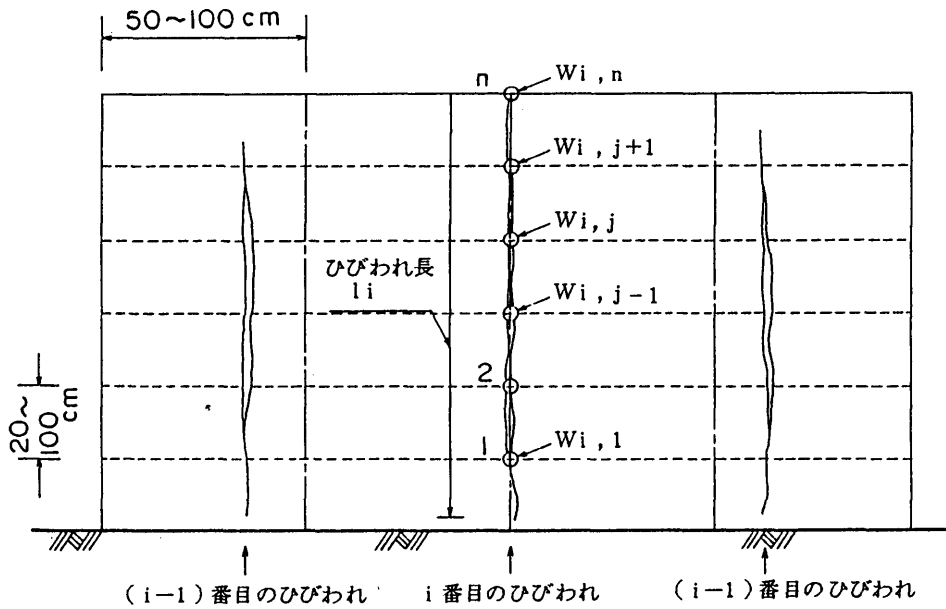 50~100cm
n
Wi,n
Wi,j+1
Wi,j
ひびわれ長
li
Wi,j-1
2
20~
100cm
1
Wi,1
(i-1)番目のひびわれ
i番目のひびわれ
(i-1)番目のひびわれ